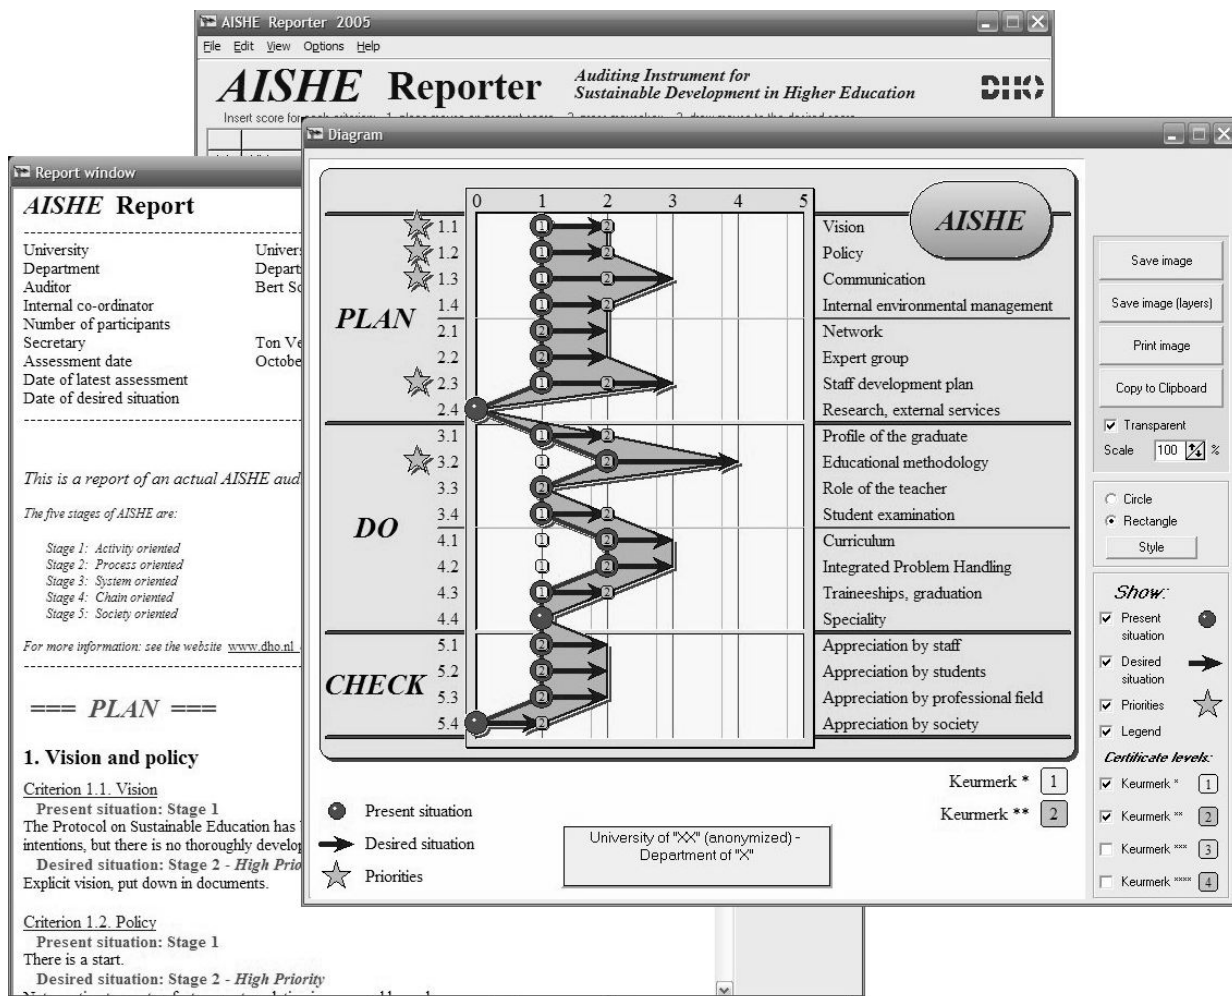 AISHE Reporter 2005
File Edit View Options Help
AISHE Reporter
Auditing Instrument for
Sustainable Development in Higher Education
DHO
Diagram
0 1 2 3 4 5
AISHE
PLAN
1.1 Vision
1.2 Policy
1.3 Communication
1.4 Internal environmental management
2.1 Network
2.2 Expert group
2.3 Staff development plan
2.4 Research, external services
DO
3.1 Profile of the graduate
3.2 Educational methodology
3.3 Role of the teacher
3.4 Student examination
4.1 Curriculum
4.2 Integrated Problem Handling
4.3 Traineeships, graduation
4.4 Speciality
CHECK
5.1 Appreciation by staff
5.2 Appreciation by students
5.3 Appreciation by professional field
5.4 Appreciation by society
Keurmerk * 1
Keurmerk ** 2
Present situation
Desired situation
Priorities
University of "XX" (anonymized) -
Department of "X"
Save image
Save image (layers)
Print image
Copy to Clipboard
Transparent
Scale 100 %
Circle
Rectangle
Style
Show:
Present
situation
Desired
situation
Priorities
Legend
Certificate levels:
Keurmerk * 1
Keurmerk ** 2
Keurmerk *** 3
Keurmerk **** 4
Report window
AISHE Report
University
Department
Auditor Bert
Internal co-ordinator
Number of participants
Secretary Ton
Assessment date
Date of latest assessment
Date of desired situation
This is a report of an actual AISHE
The five stages of AISHE are:
Stage 1: Activity oriented
Stage 2: Process oriented
Stage 3: System oriented
Stage 4: Chain oriented
Stage 5: Society oriented
For more information: see the website www.dho.nl
=== PLAN ===
1. Vision and policy
Criterion 1.1. Vision
Present situation: Stage 1
The Protocol on Sustainable Education has
intentions, but there is no thoroughly
Desired situation: Stage 2 - High
Explicit vision, put down in documents.
Criterion 1.2. Policy
Present situation: Stage 1
There is a start.
Desired situation: Stage 2 - High Priority